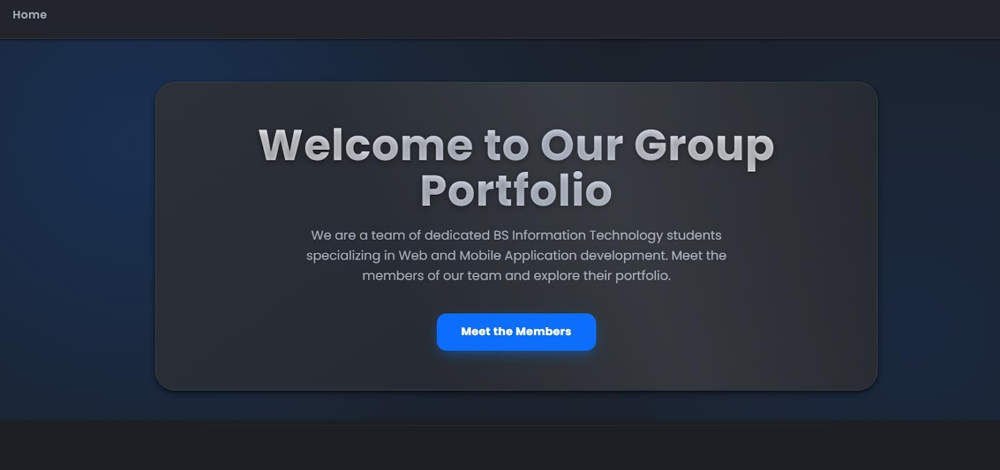 Home
Welcome to Our Group
Portfolio
We are a team of dedicated BS Information Technology students
specializing in Web and Mobile Application development. Meet the
members of our team and explore their portfolio.
Meet the Members